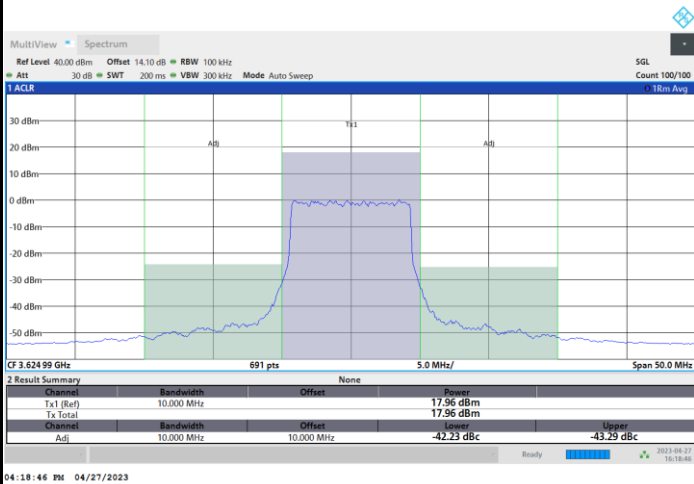 MultiView Spectrum
Ref Level 40.00 dBm Offset 14.10 dB RBW 100 kHz SGL
Att 30 dB SWT 200 ms VBW 300 kHz Mode Auto Sweep Count 100/100
1 ACLR 1Rm Avg
Tx1
Adj Adj
30 dBm
20 dBm
10 dBm
0 dBm
-10 dBm
-20 dBm
-30 dBm
-40 dBm
-50 dBm
CF 3.62499 GHz 691 pts 5.0 MHz/ Span 50.0 MHz
2 Result Summary None
Channel Bandwidth Offset Power
Tx1 (Ref) 10.000 MHz 17.96 dBm
Tx Total 17.96 dBm
Channel Bandwidth Offset Lower Upper
Adj 10.000 MHz 10.000 MHz -42.23 dBc -43.29 dBc
Ready 2023-04-27
16:18:46
04:18:46 PM 04/27/2023